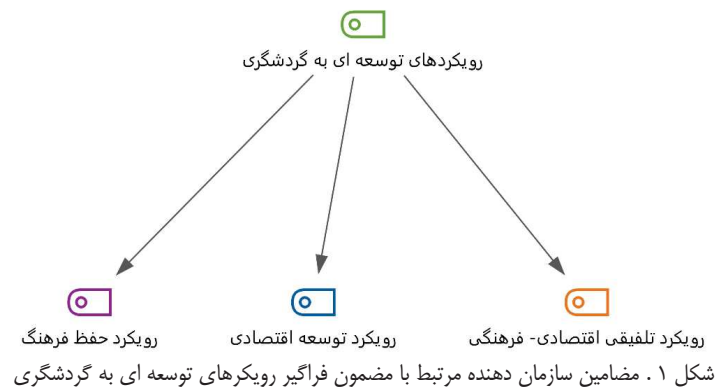 رویکردهای توسعه ای به گردشگری
رویکرد تلفیقی اقتصادی- فرهنگی
رویکرد توسعه اقتصادی
رویکرد حفظ فرهنگ
شکل ۱ . مضامین سازمان دهنده مرتبط با مضمون فراگیر رویکرهای توسعه ای به گردشگری